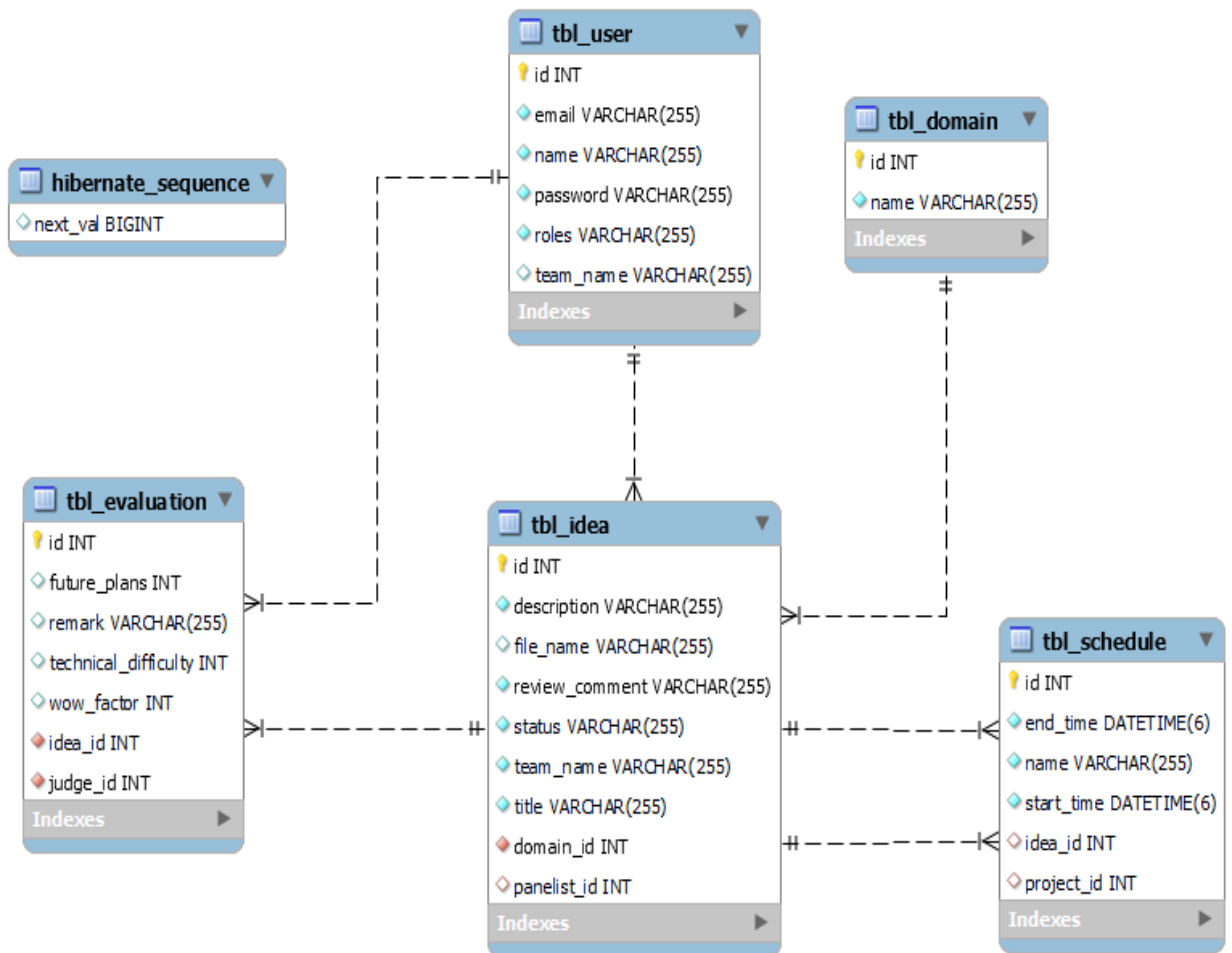 tbl_user
id INT
email VARCHAR(255)
name VARCHAR(255)
password VARCHAR(255)
roles VARCHAR(255)
team_name VARCHAR(255)
Indexes
tbl_domain
id INT
name VARCHAR(255)
Indexes
hibernate_sequence
next_val BIGINT
tbl_evaluation
id INT
future_plans INT
remark VARCHAR(255)
technical_difficulty INT
wow_factor INT
idea_id INT
judge_id INT
Indexes
tbl_idea
id INT
description VARCHAR(255)
file_name VARCHAR(255)
review_comment VARCHAR(255)
status VARCHAR(255)
team_name VARCHAR(255)
title VARCHAR(255)
domain_id INT
panelist_id INT
Indexes
tbl_schedule
id INT
end_time DATETIME(6)
name VARCHAR(255)
start_time DATETIME(6)
idea_id INT
project_id INT
Indexes